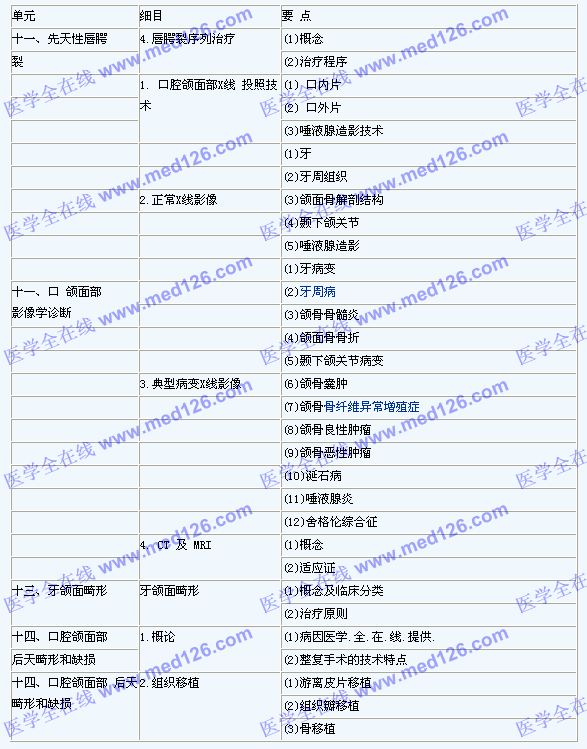 单元 细目 要 点
十一、先天性唇腭 4.唇腭裂序列治疗 (1)概念
裂 (2)治疗程序
1. 口腔颌面部X线 投照技 (1) 口内片
术 (2) 口外片
(3)唾液腺造影技术
(1)牙
(2)牙周组织
2.正常X线影像 (3)颌面骨解剖结构
(4)颞下颌关节
(5)唾液腺造影
(1)牙病变
十一、口 颌面部 (2)牙周病
影像学诊断 (3)颌骨骨髓炎
(4)颌面骨骨折
(5)颞下颌关节病变
3.典型病变X线影像 (6)颌骨囊肿
(7)颌骨骨纤维异常增殖症
(8)颌骨良性肿瘤
(9)颌骨恶性肿瘤
(10)涎石病
(11)唾液腺炎
(12)舍格伦综合征
4. CT 及 MRI (1)概念
(2)适应证
十三、牙颌面畸形 牙颌面畸形 (1)概念及临床分类
(2)治疗原则
十四、口腔颌面部 1.概论 (1)病因医学.全.在.线.提供.
后天畸形和缺损 (2)整复手术的技术特点
十四、口腔颌面部 后天 2.组织移植 (1)游离皮片移植
畸形和缺损 (2)组织瓣移植
(3)骨移植
医学全在线 www.med126.com